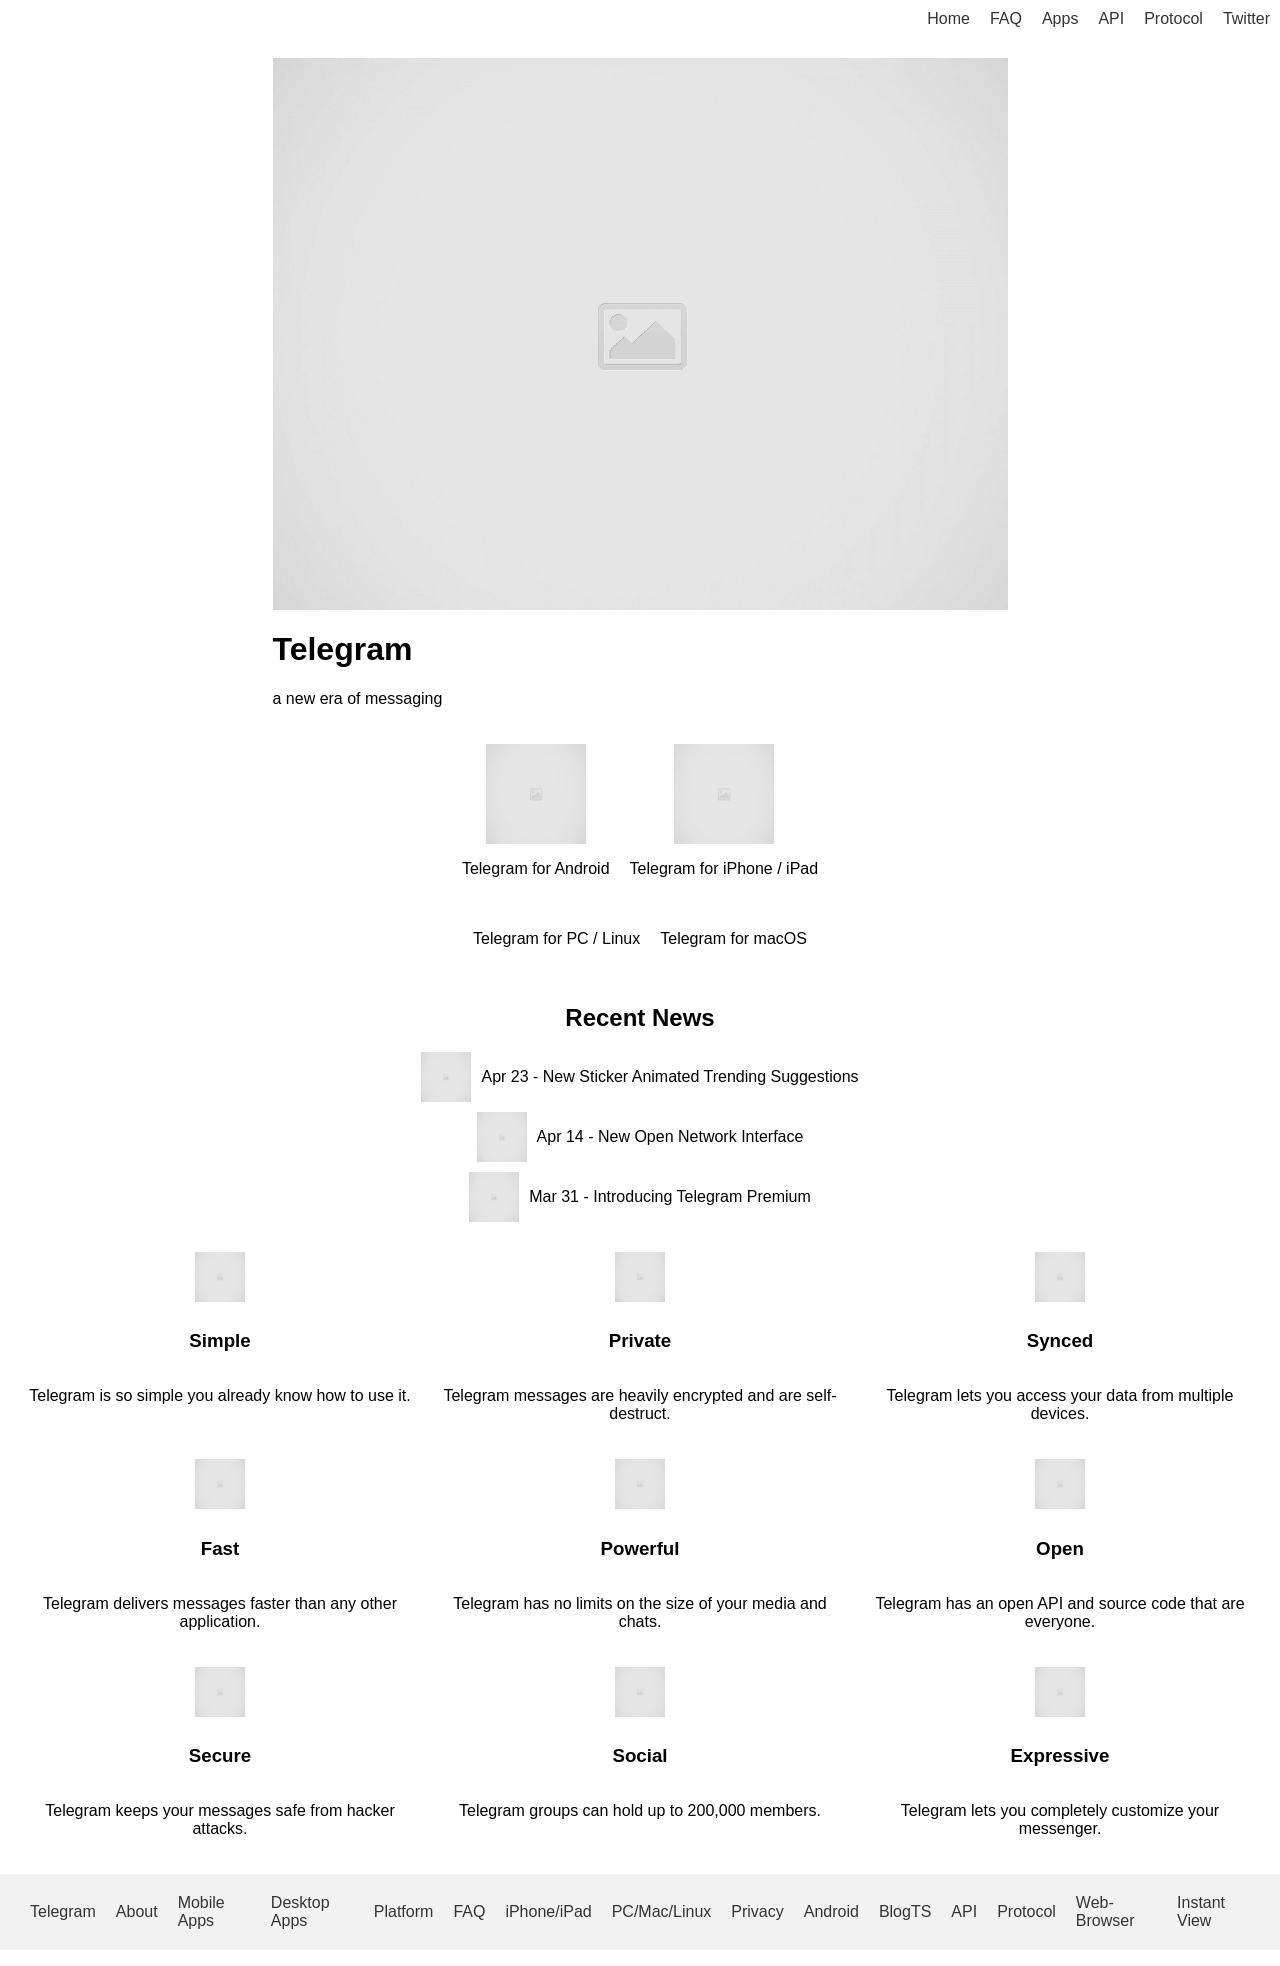 Home FAQ Apps API Protocol Twitter
Telegram
a new era of messaging
Telegram for Android Telegram for iPhone / iPad
Telegram for PC / Linux Telegram for macOS
Recent News
Apr 23 - New Sticker Animated Trending Suggestions
Apr 14 - New Open Network Interface
Mar 31 - Introducing Telegram Premium
Simple
Telegram is so simple you already know how to use it.
Private
Telegram messages are heavily encrypted and are self-
destruct.
Synced
Telegram lets you access your data from multiple
devices.
Fast
Telegram delivers messages faster than any other
application.
Powerful
Telegram has no limits on the size of your media and
chats.
Open
Telegram has an open API and source code that are
everyone.
Secure
Telegram keeps your messages safe from hacker
attacks.
Social
Telegram groups can hold up to 200,000 members.
Expressive
Telegram lets you completely customize your
messenger.
Telegram
About
Mobile
Apps
Desktop
Apps
Platform
FAQ
iPhone/iPad
PC/Mac/Linux
Privacy
Android
BlogTS
API
Protocol
Web-
Browser
Instant
View